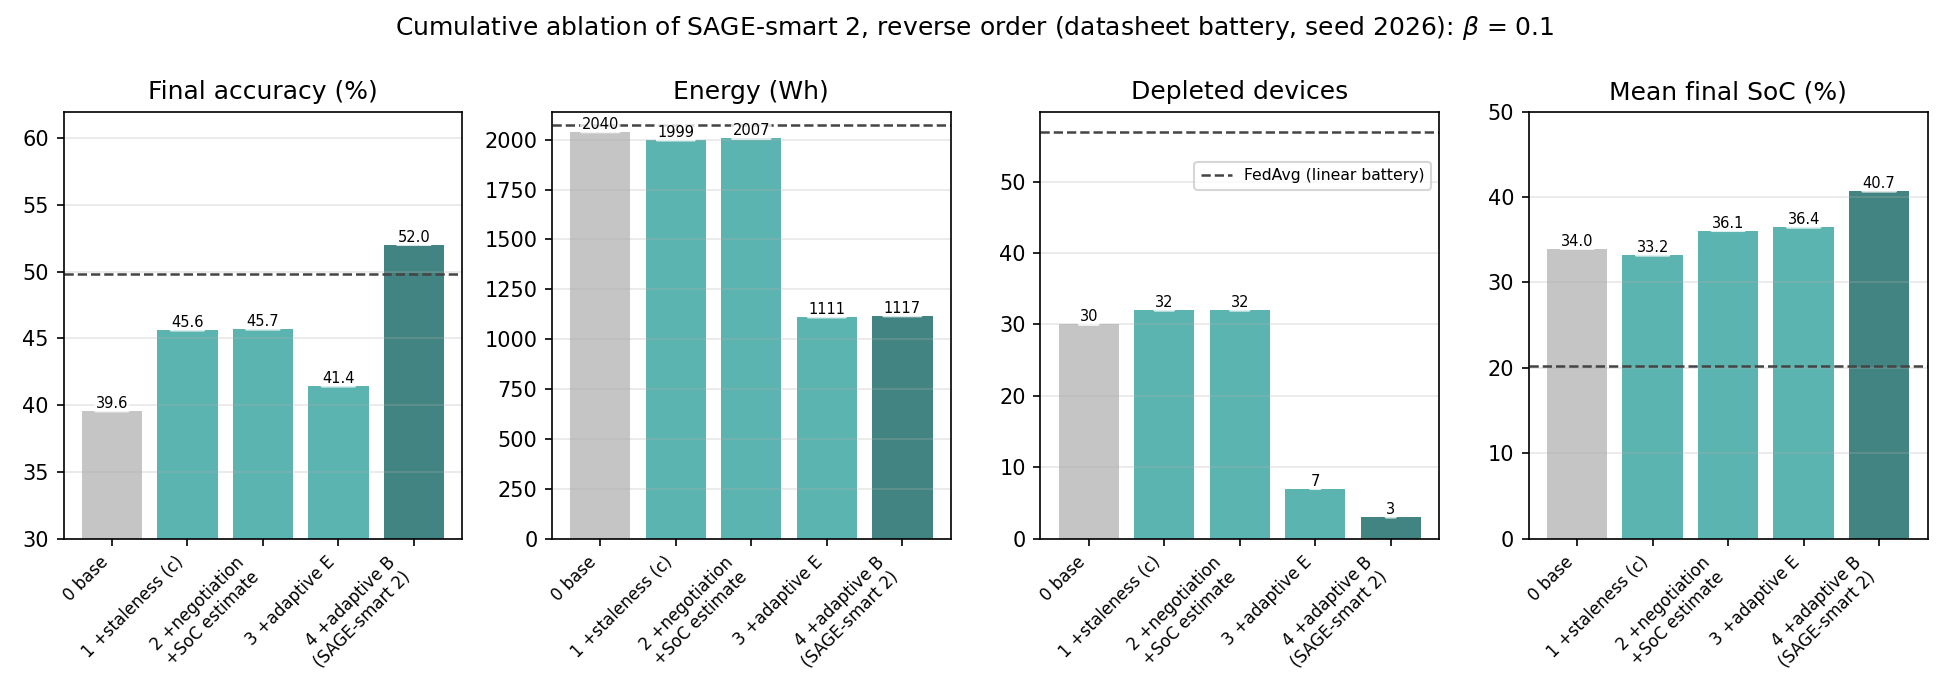 Cumulative ablation of SAGE-smart 2, reverse order (datasheet battery, seed 2026): β = 0.1
Final accuracy (%)
60
55
50
45
40
35
30
39.6
45.6
45.7
41.4
52.0
0 base
1 +staleness (c)
2 +negotiation
+SoC estimate
3 +adaptive E
4 +adaptive B
(SAGE-smart 2)
Energy (Wh)
2000
1750
1500
1250
1000
750
500
250
0
2040
1999
2007
1111
1117
0 base
1 +staleness (c)
2 +negotiation
+SoC estimate
3 +adaptive E
4 +adaptive B
(SAGE-smart 2)
Depleted devices
50
40
30
20
10
0
FedAvg (linear battery)
30
32
32
7
3
0 base
1 +staleness (c)
2 +negotiation
+SoC estimate
3 +adaptive E
4 +adaptive B
(SAGE-smart 2)
Mean final SoC (%)
50
40
30
20
10
0
34.0
33.2
36.1
36.4
40.7
0 base
1 +staleness (c)
2 +negotiation
+SoC estimate
3 +adaptive E
4 +adaptive B
(SAGE-smart 2)